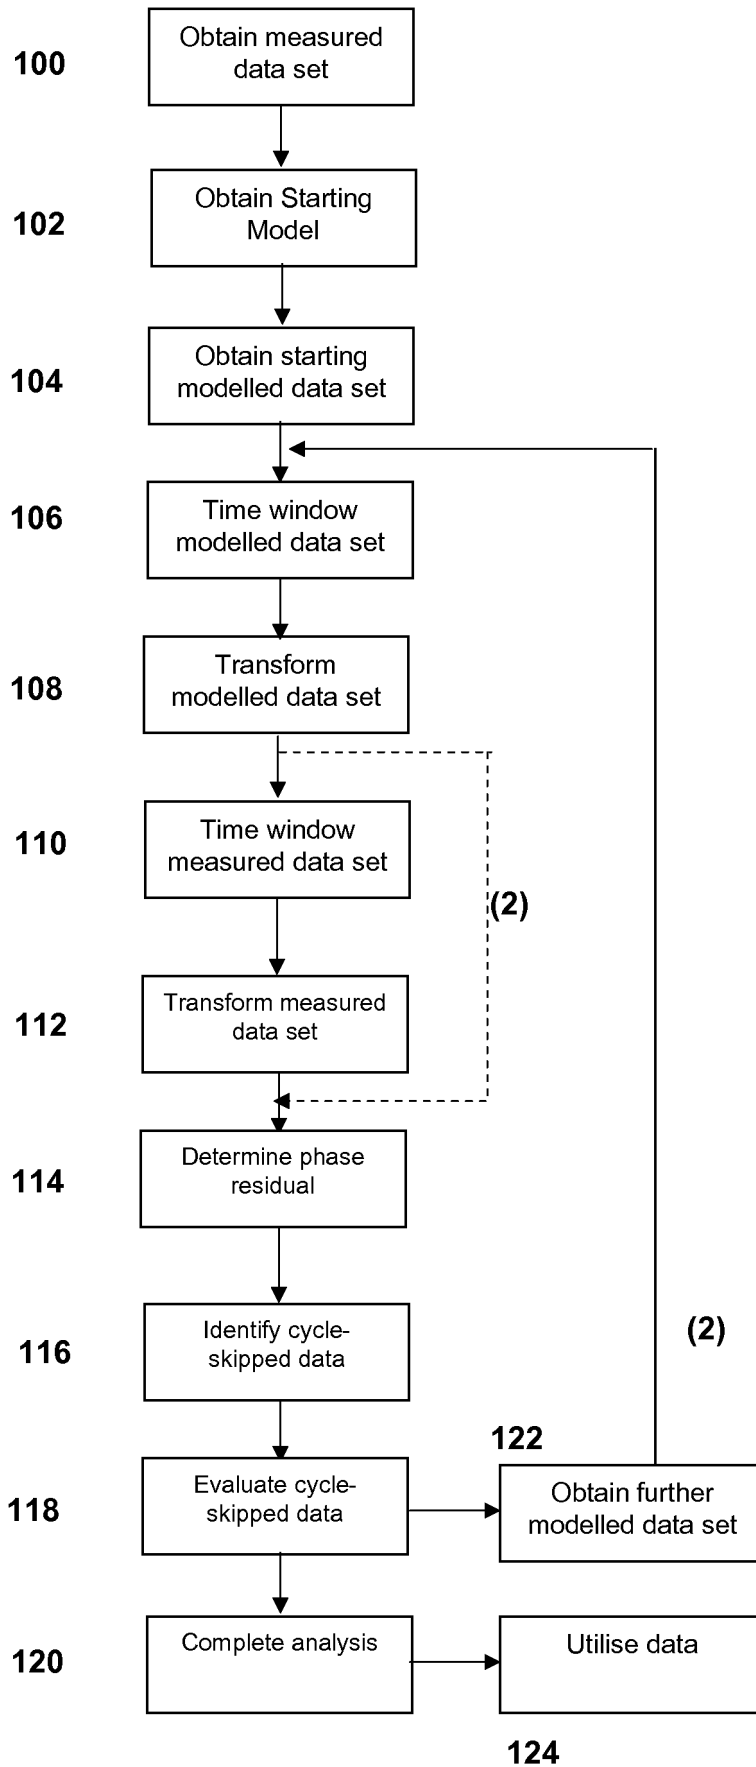 100
Obtain measured
data set
102
Obtain Starting
Model
104
Obtain starting
modelled data set
106
Time window
modelled data set
108
Transform
modelled data set
110
Time window
measured data set
(2)
112
Transform measured
data set
114
Determine phase
residual
116
Identify cycle-
skipped data
(2)
118
Evaluate cycle-
skipped data
122
Obtain further
modelled data set
120
Complete analysis
Utilise data
124